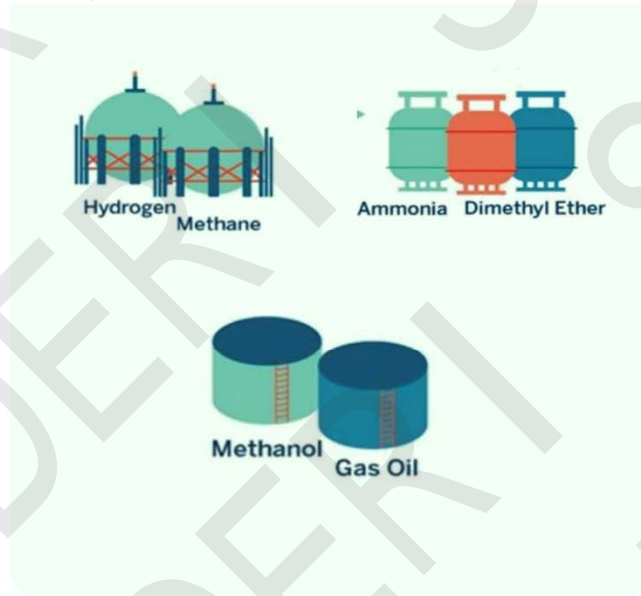 Hydrogen
Methane
Ammonia
Dimethyl Ether
Methanol
Gas Oil